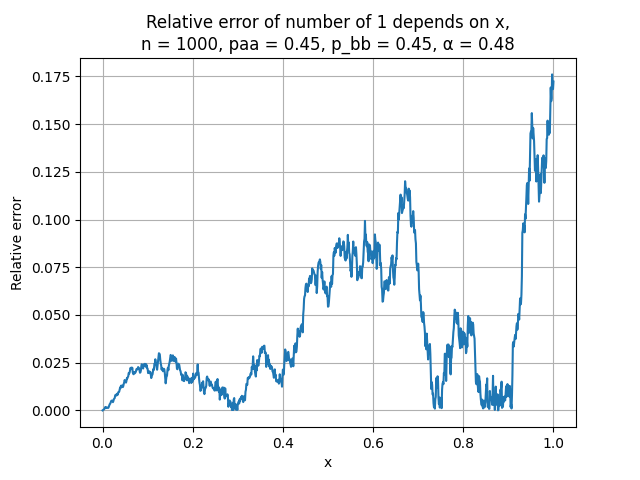 Relative error of number of 1 depends on x,
n = 1000, paa = 0.45, p_bb = 0.45, α = 0.48
0.175
0.150
0.125
0.100
0.075
0.050
0.025
0.000
Relative error
0.0 0.2 0.4 0.6 0.8 1.0
x